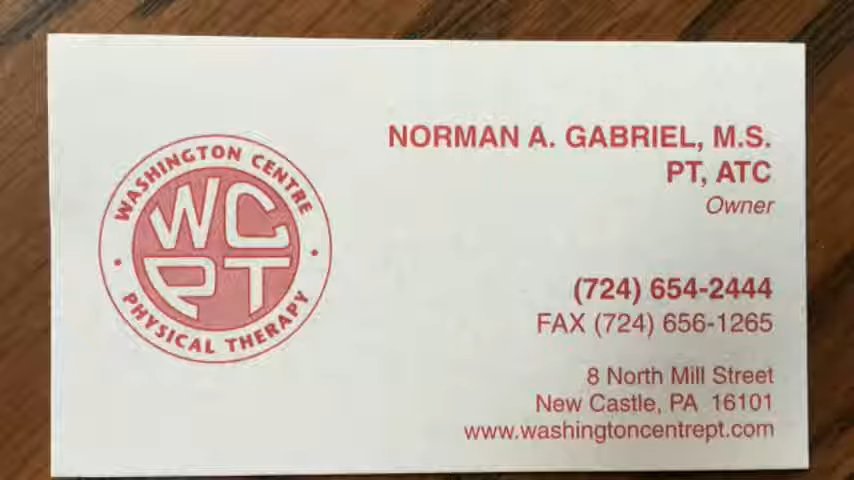 WASHINGTON CENTRE
WC
PT
PHYSICAL THERAPY
NORMAN A. GABRIEL, M.S.
PT, ATC
Owner
(724) 654-2444
FAX (724) 656-1265
8 North Mill Street
New Castle, PA 16101
www.washingtoncentrept.com